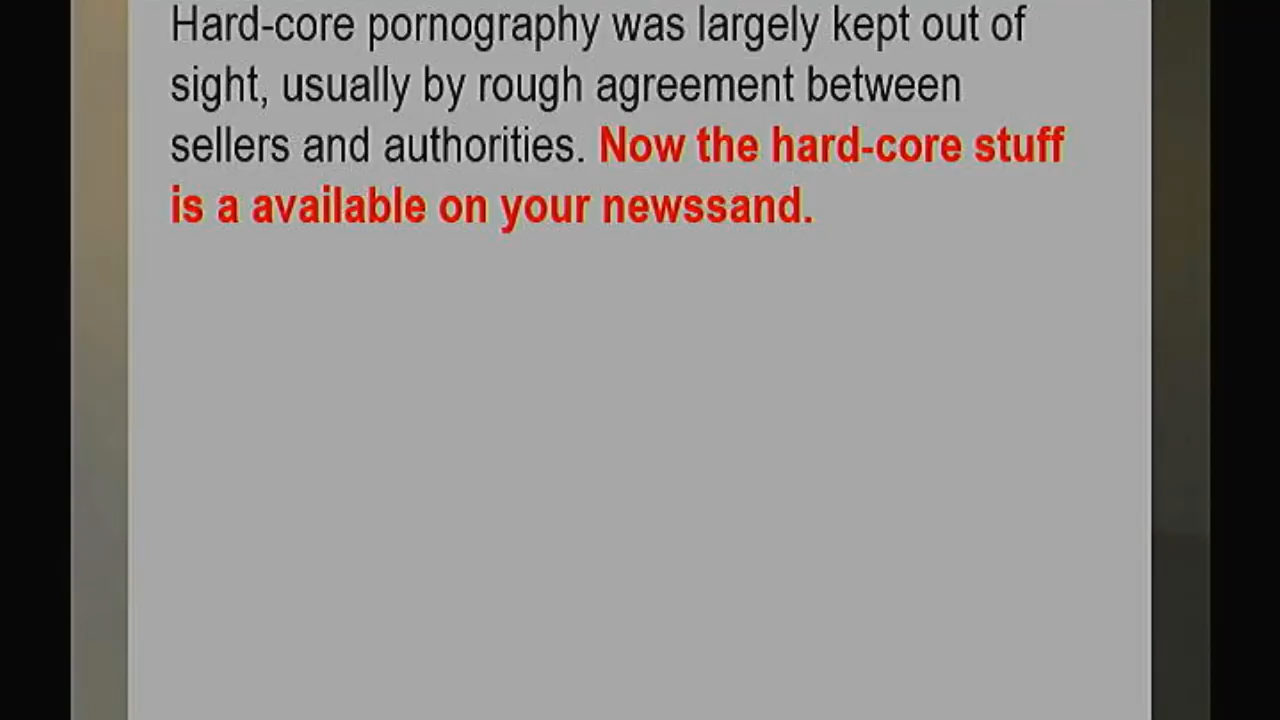 Hard-core pornography was largely kept out of
sight, usually by rough agreement between
sellers and authorities. Now the hard-core stuff
is a available on your newssand.